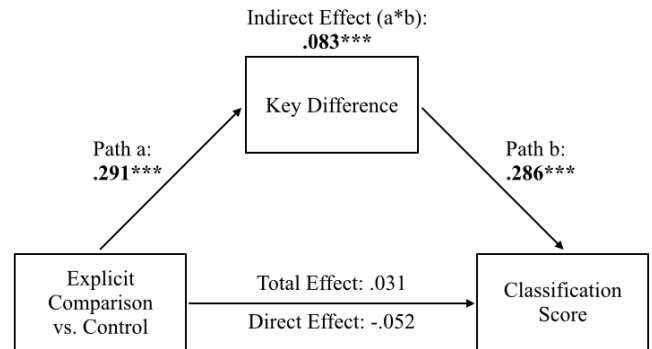 Indirect Effect (a*b):
.083***
Key Difference
Path a:
.291***
Path b:
.286***
Explicit
Comparison
vs. Control
Total Effect: .031
Direct Effect: -.052
Classification
Score